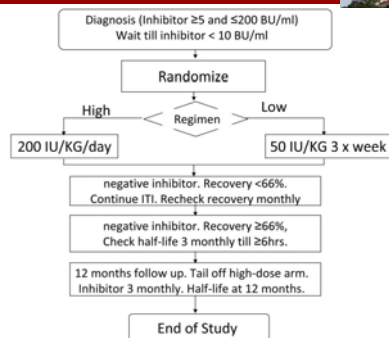 Diagnosis (Inhibitor ≥5 and ≤200 BU/ml)
Wait till inhibitor < 10 BU/ml
Randomize
High
Regimen
Low
200 IU/KG/day
50 IU/KG 3 x week
negative inhibitor. Recovery <66%.
Continue ITI. Recheck recovery monthly
negative inhibitor. Recovery ≥66%,
Check half-life 3 monthly till ≥6hrs.
12 months follow up. Tail off high-dose arm.
Inhibitor 3 monthly. Half-life at 12 months.
End of Study